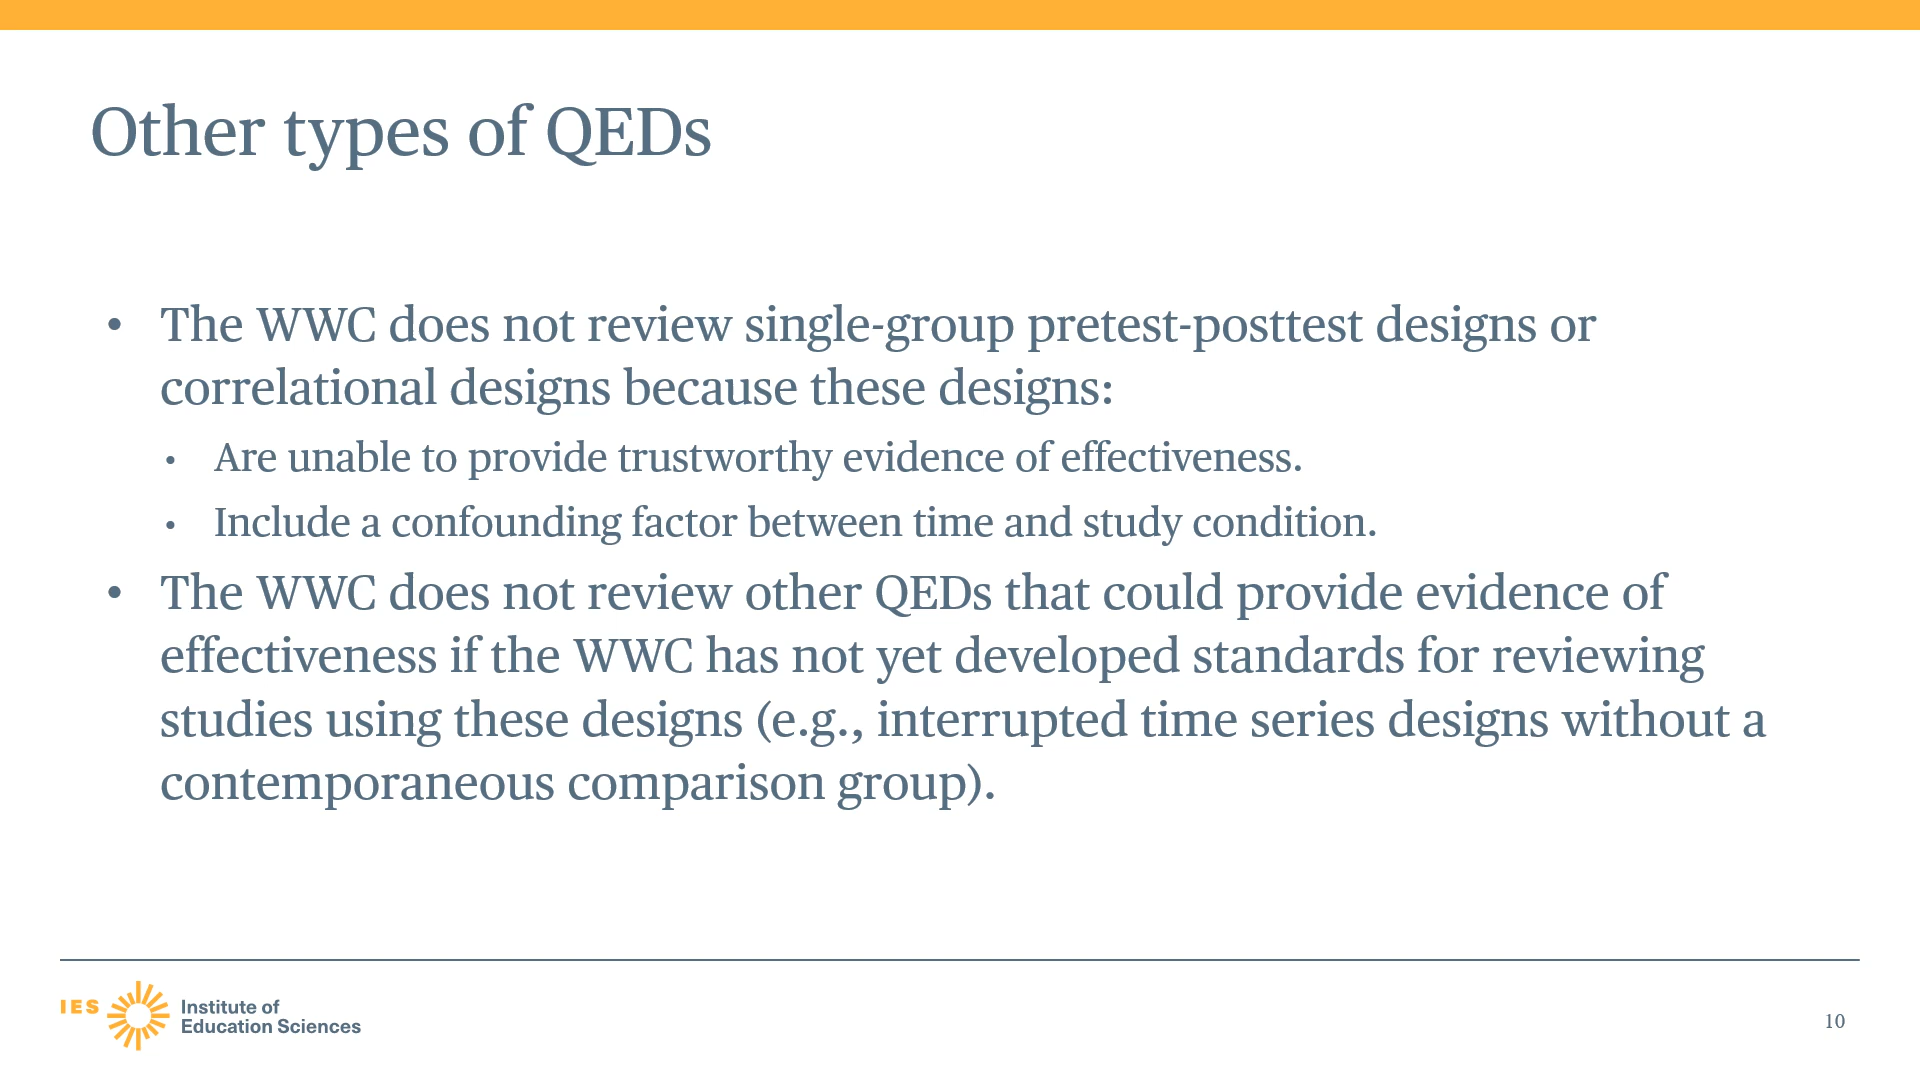 Other types of QEDs
• The WWC does not review single-group pretest-posttest designs or
correlational designs because these designs:
• Are unable to provide trustworthy evidence of effectiveness.
• Include a confounding factor between time and study condition.
• The WWC does not review other QEDs that could provide evidence of
effectiveness if the WWC has not yet developed standards for reviewing
studies using these designs (e.g., interrupted time series designs without a
contemporaneous comparison group).
IES
Institute of
Education Sciences
10